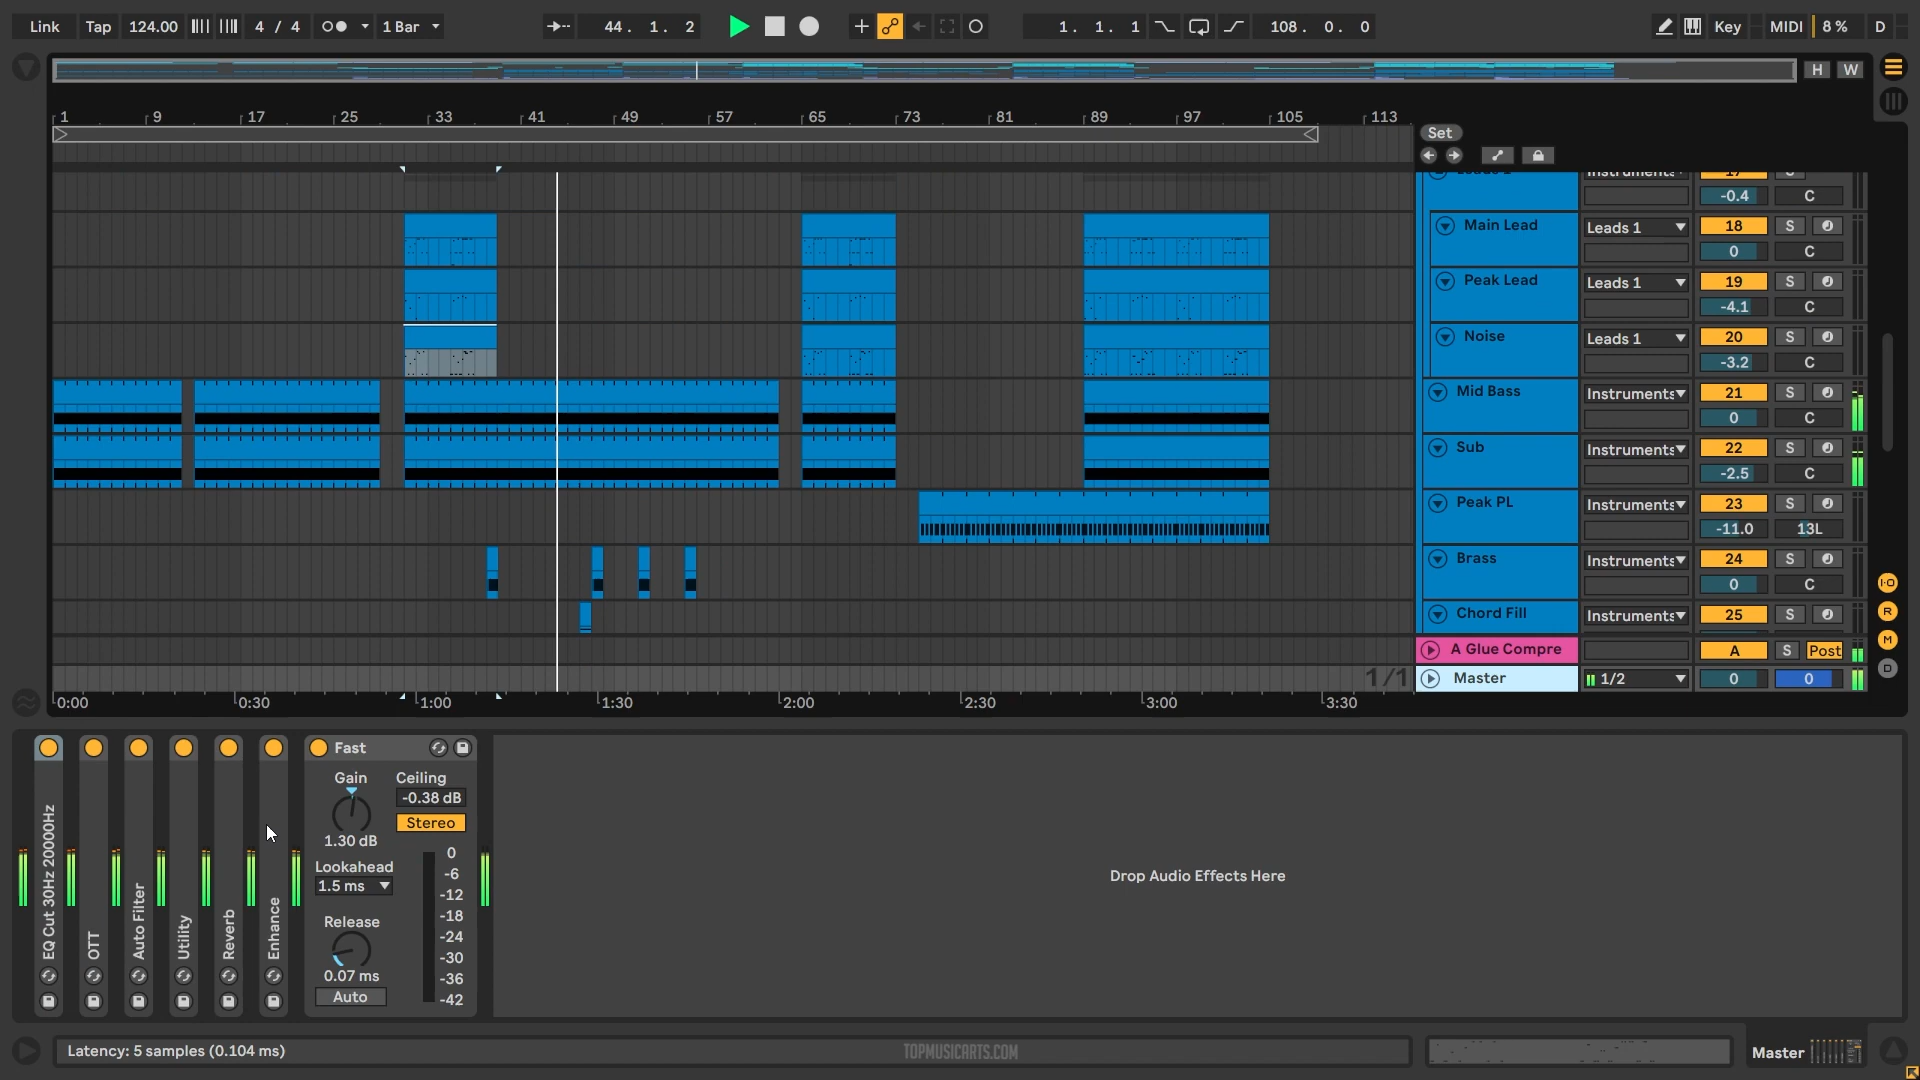 Link Tap 124.00 4 / 4 1 Bar 44. 1. 2 1. 1. 1 108. 0. 0 Key MIDI 8 % D
H W
1 9 17 25 33 41 49 57 65 73 81 89 97 105 113
Set
-0.4 C
Main Lead Leads 1 18 S
0 C
Peak Lead Leads 1 19 S
-4.1 C
Noise Leads 1 20 S
-3.2 C
Mid Bass Instruments 21 S
0 C
Sub Instruments 22 S
-2.5 C
Peak PL Instruments 23 S
-11.0 13L
Brass Instruments 24 S
0 C
Chord Fill Instruments 25 S
I·O
R
M
D
A Glue Compre A S Post
1/1 Master 1/2 0 0
0:00 0:30 1:00 1:30 2:00 2:30 3:00 3:30
EQ Cut 30Hz 20000Hz
OTT
Auto Filter
Utility
Reverb
Enhance
Fast
Gain Ceiling
-0.38 dB
Stereo
1.30 dB
Lookahead
1.5 ms
Release
0.07 ms
Auto
0
-6
-12
-18
-24
-30
-36
-42
Drop Audio Effects Here
Latency: 5 samples (0.104 ms)
TOPMUSICARTS.COM
Master